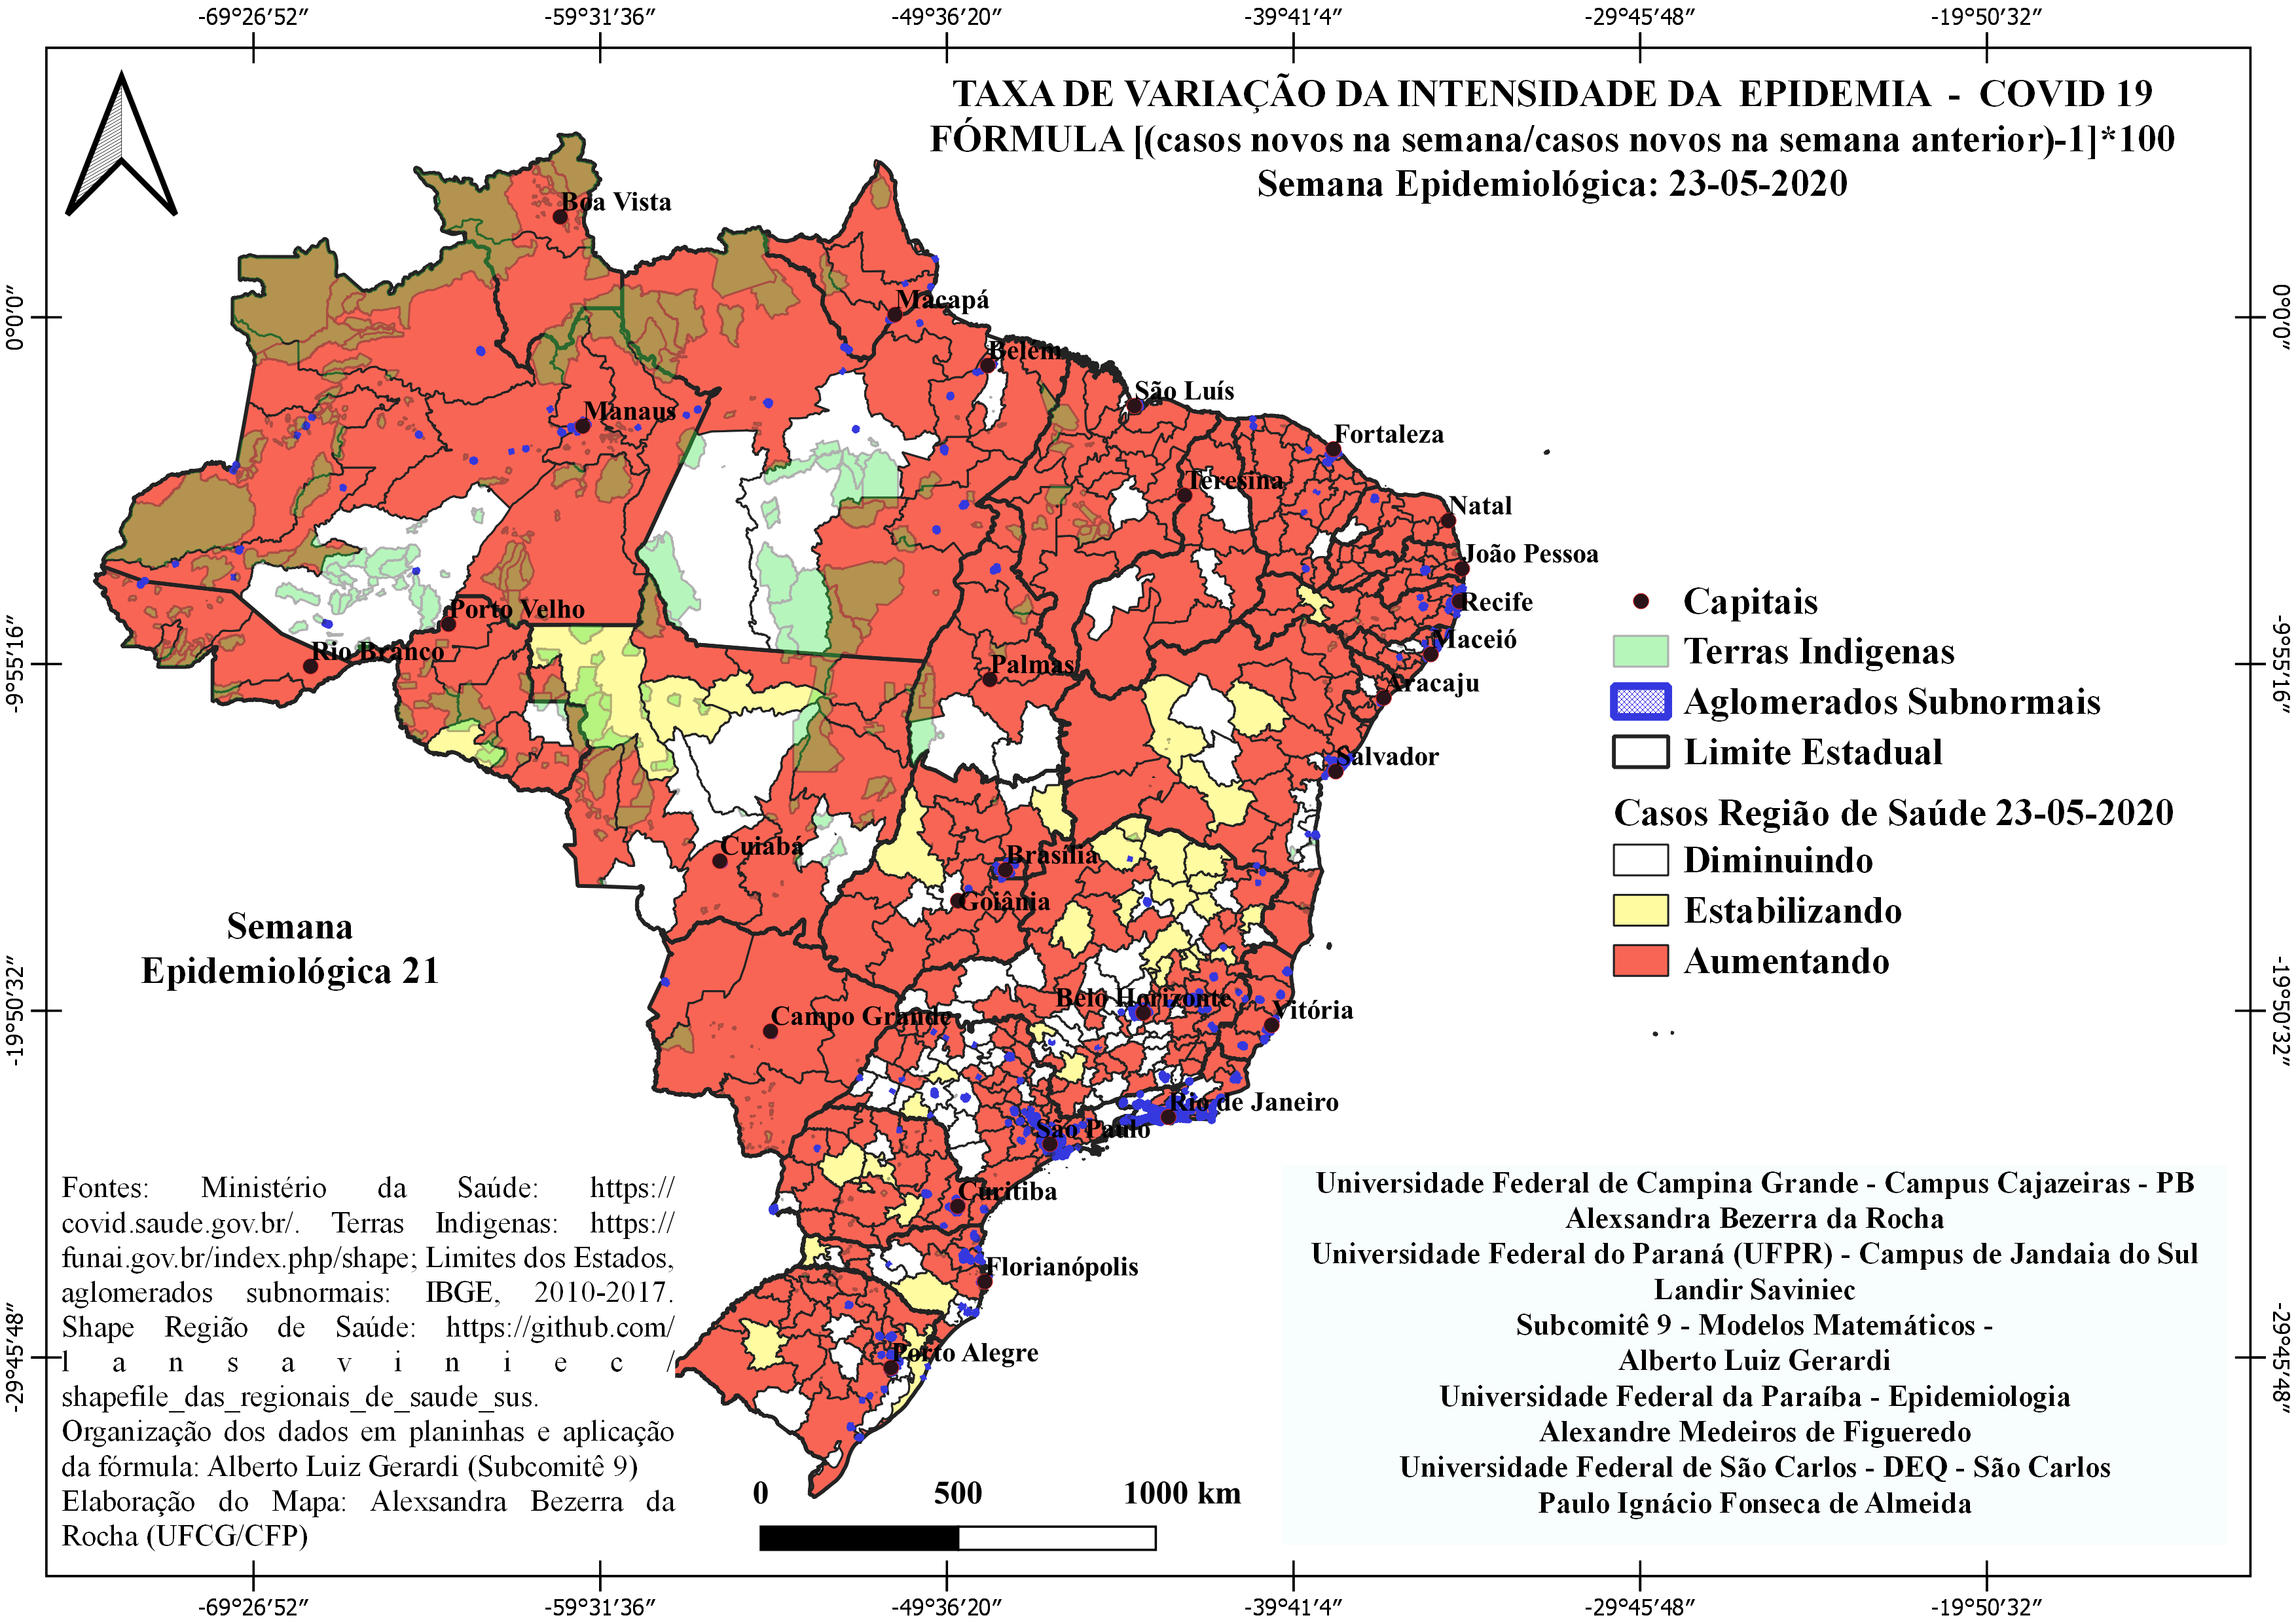 -69°26′52″ -59°31′36″ -49°36′20″ -39°41′4″ -29°45′48″ -19°50′32″
TAXA DE VARIAÇÃO DA INTENSIDADE DA EPIDEMIA - COVID 19
FÓRMULA [(casos novos na semana/casos novos na semana anterior)-1]*100
Semana Epidemiológica: 23-05-2020
Boa Vista
0°0′0″
Macapá
0°0′0″
Belém
São Luís
Manaus
Fortaleza
Teresina
Natal
João Pessoa
Porto Velho
Recife
Maceió
Rio Branco
-9°55′16″
Palmas
-9°55′16″
Aracaju
Salvador
Cuiabá
Brasília
Goiânia
Capitais
Terras Indigenas
Aglomerados Subnormais
Limite Estadual
Casos Região de Saúde 23-05-2020
Diminuindo
Estabilizando
Aumentando
Semana
Epidemiológica 21
-19°50′32″
Belo Horizonte
Vitória
-19°50′32″
Campo Grande
Rio de Janeiro
São Paulo
Curitiba
Florianópolis
-29°45′48″
Porto Alegre
-29°45′48″
Fontes: Ministério da Saúde: https://
covid.saude.gov.br/. Terras Indigenas: https://
funai.gov.br/index.php/shape; Limites dos Estados,
aglomerados subnormais: IBGE, 2010-2017.
Shape Região de Saúde: https://github.com/
l a n s a v i n i e c /
shapefile_das_regionais_de_saude_sus.
Organização dos dados em planinhas e aplicação
da fórmula: Alberto Luiz Gerardi (Subcomitê 9)
Elaboração do Mapa: Alexsandra Bezerra da
Rocha (UFCG/CFP)
0 500 1000 km
Universidade Federal de Campina Grande - Campus Cajazeiras - PB
Alexsandra Bezerra da Rocha
Universidade Federal do Paraná (UFPR) - Campus de Jandaia do Sul
Landir Saviniec
Subcomitê 9 - Modelos Matemáticos -
Alberto Luiz Gerardi
Universidade Federal da Paraíba - Epidemiologia
Alexandre Medeiros de Figueredo
Universidade Federal de São Carlos - DEQ - São Carlos
Paulo Ignácio Fonseca de Almeida
-69°26′52″ -59°31′36″ -49°36′20″ -39°41′4″ -29°45′48″ -19°50′32″